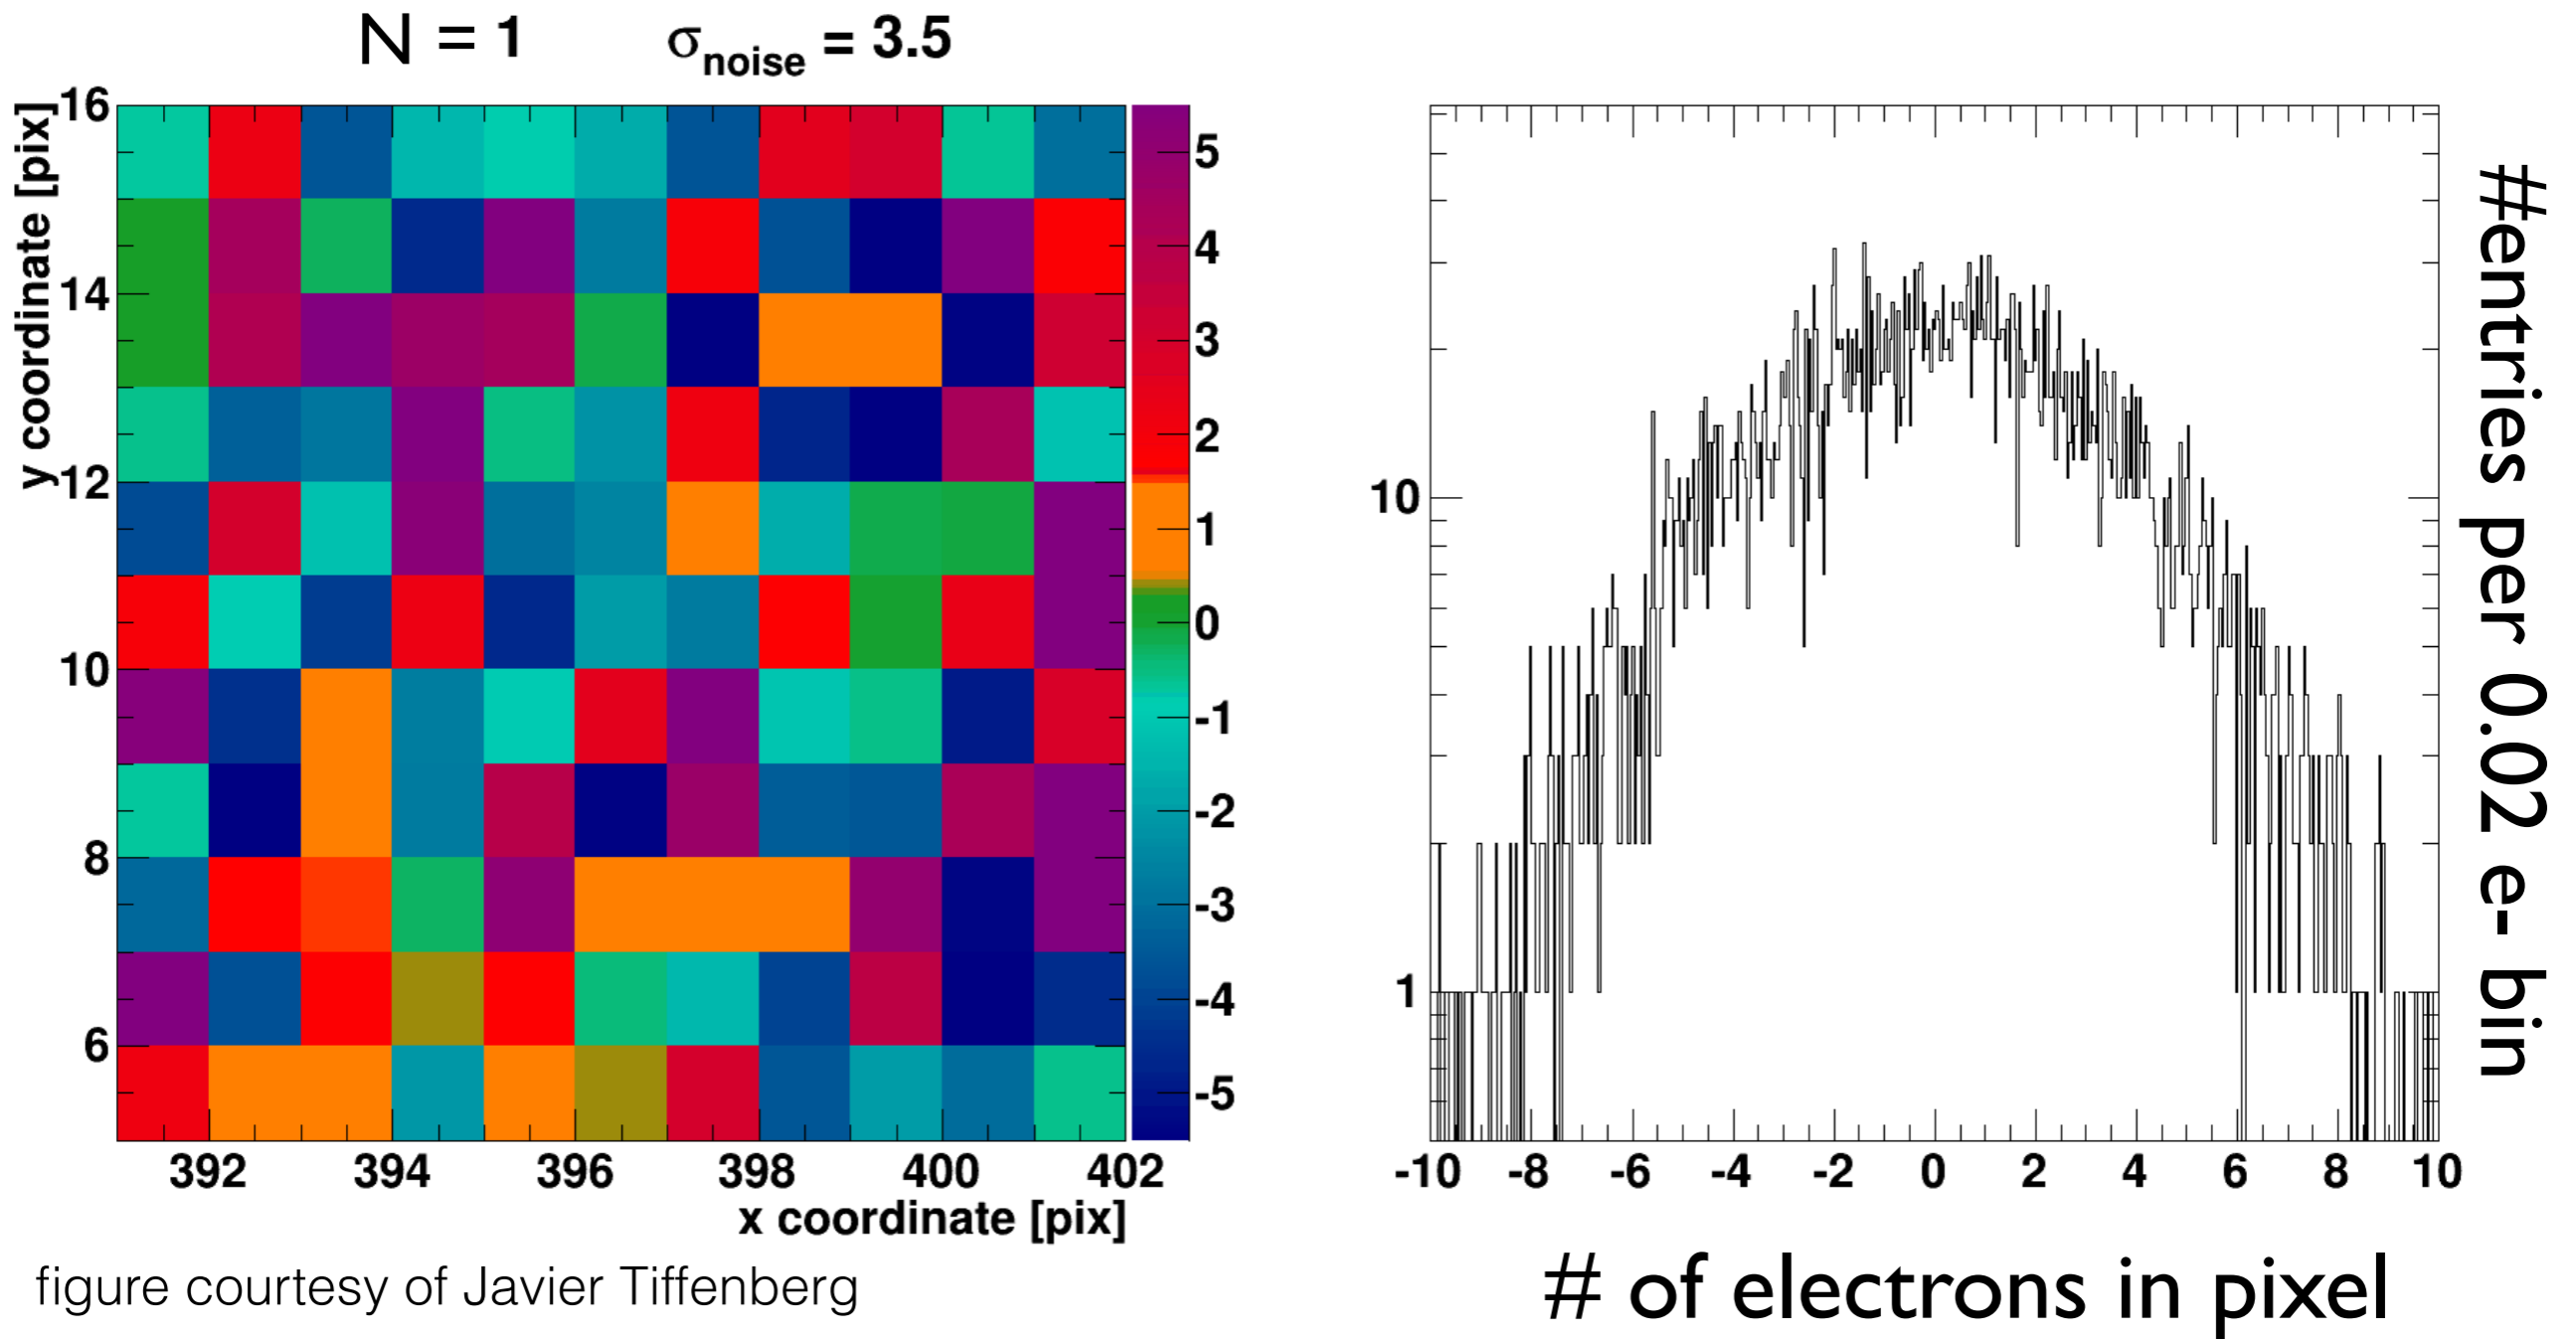 N = 1 σnoise = 3.5
y coordinate [pix]
16
14
12
10
8
6
392 394 396 398 400 402
x coordinate [pix]
5
4
3
2
1
0
-1
-2
-3
-4
-5
10
1
-10 -8 -6 -4 -2 0 2 4 6 8 10
# of electrons in pixel
#entries per 0.02 e- bin
figure courtesy of Javier Tiffenberg